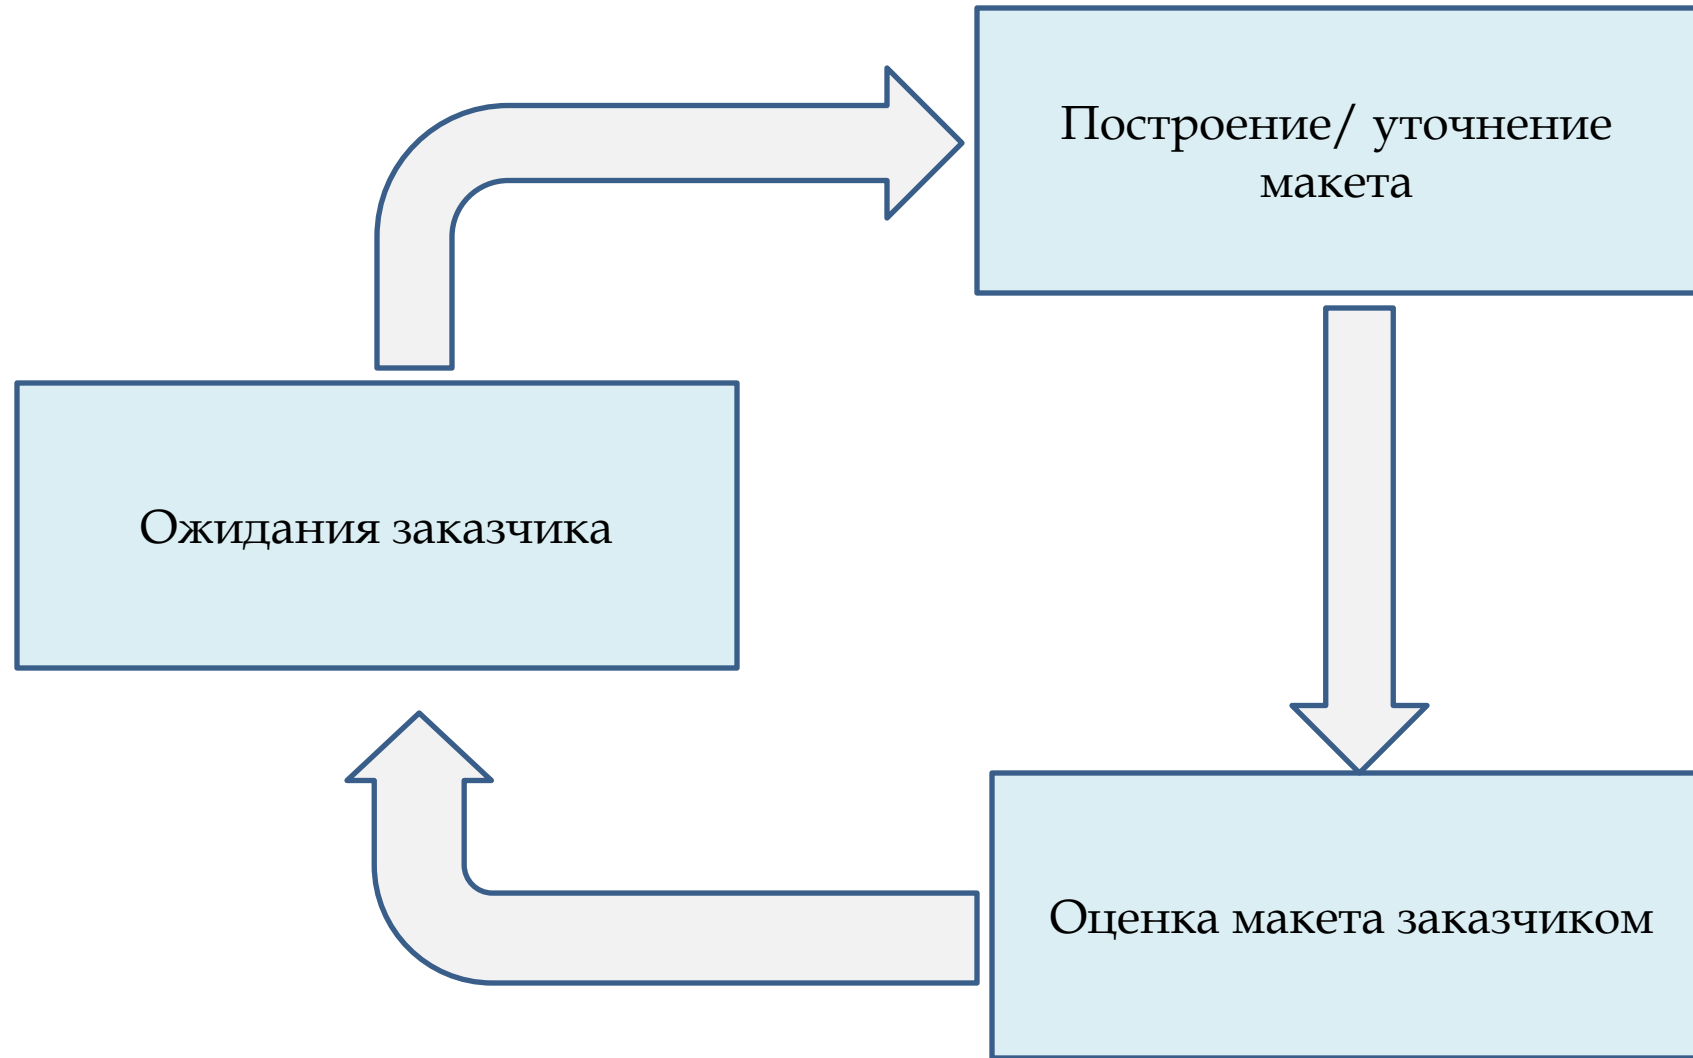 Построение/ уточнение
макета
Ожидания заказчика
Оценка макета заказчиком